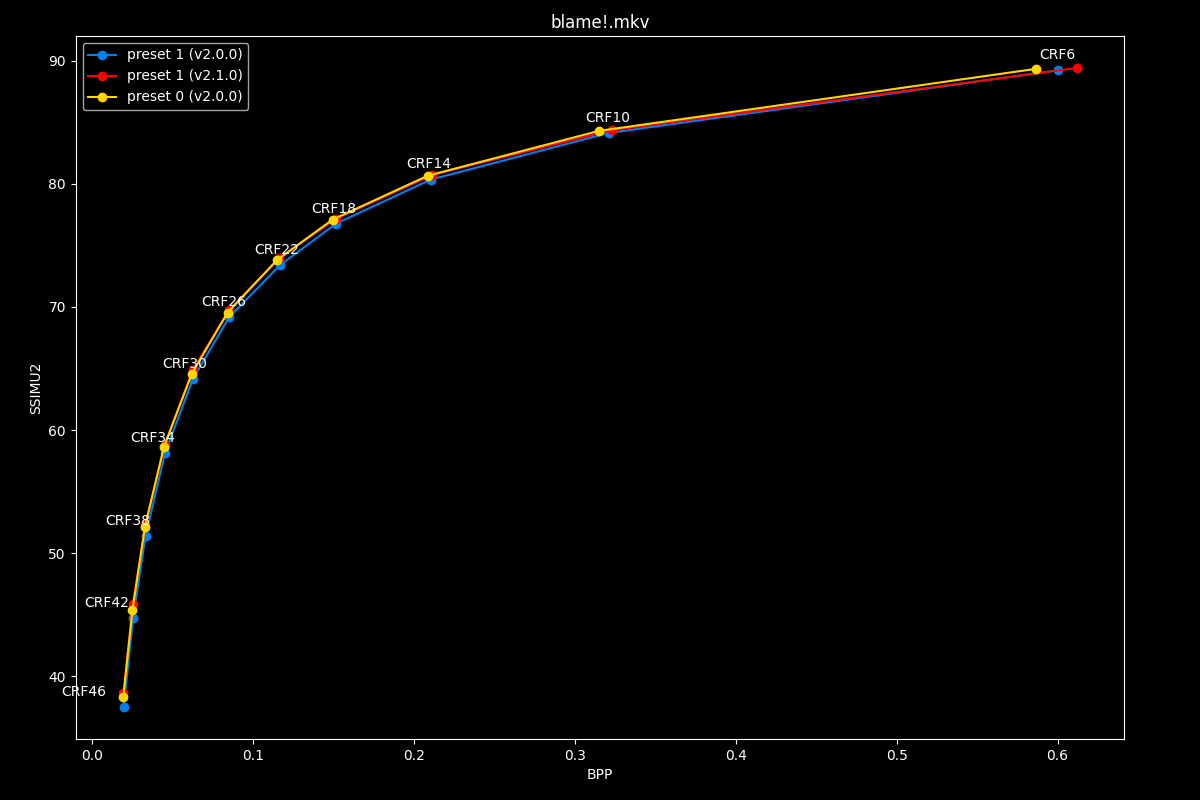 blame!.mkv
preset 1 (v2.0.0)
preset 1 (v2.1.0)
preset 0 (v2.0.0)
CRF6
CRF10
CRF14
CRF18
CRF22
CRF26
CRF30
CRF34
CRF38
CRF42
CRF46
90
80
70
60
50
40
SSIMU2
0.0 0.1 0.2 0.3 0.4 0.5 0.6
BPP